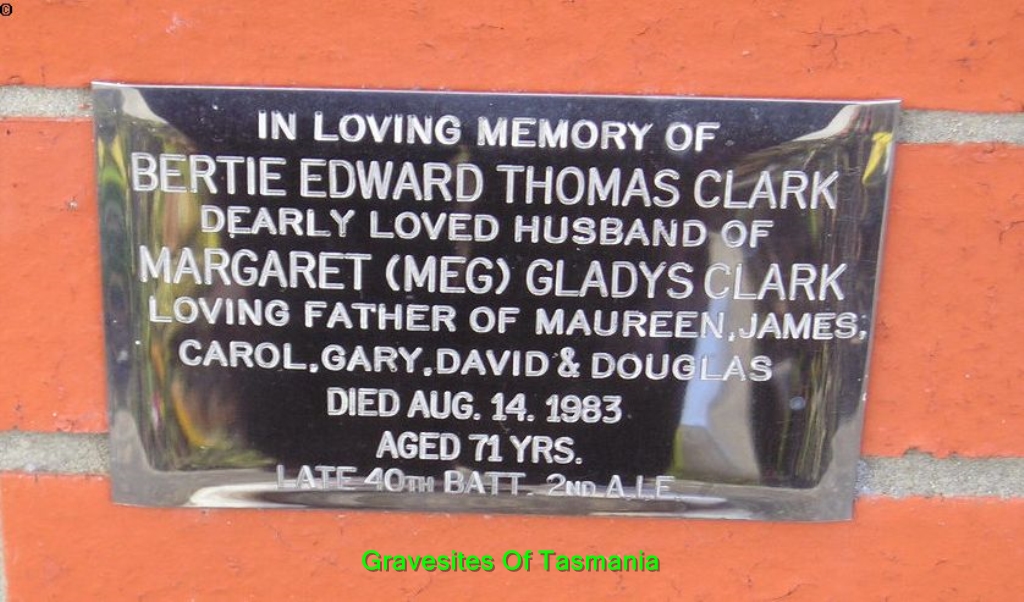 ©
IN LOVING MEMORY OF
BERTIE EDWARD THOMAS CLARK
DEARLY LOVED HUSBAND OF
MARGARET (MEG) GLADYS CLARK
LOVING FATHER OF MAUREEN, JAMES,
CAROL, GARY, DAVID & DOUGLAS
DIED AUG. 14. 1983
AGED 71 YRS.
LATE 40TH BATT. 2ND A.I.F.
Gravesites Of Tasmania